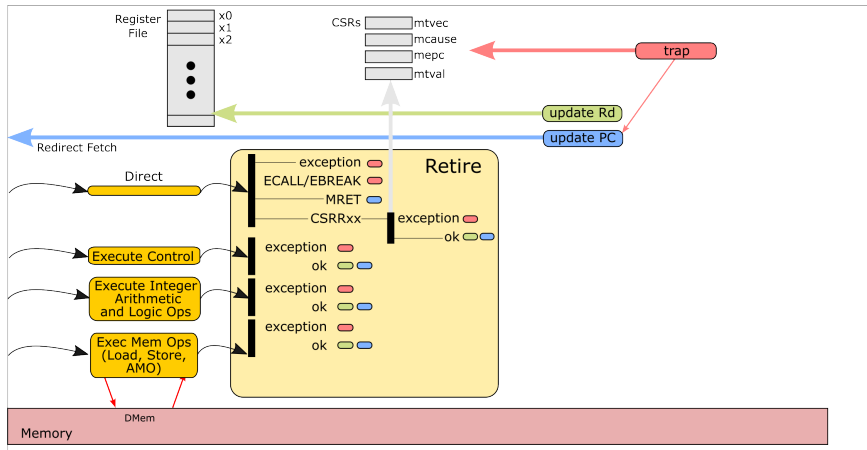 Register
File
x0
x1
x2
CSRs
mtvec
mcause
mepc
mtval
trap
update Rd
update PC
Redirect Fetch
Retire
Direct
exception
ECALL/EBREAK
MRET
CSRRxx
exception
ok
Execute Control
exception
ok
Execute Integer
Arithmetic
and Logic Ops
exception
ok
Exec Mem Ops
(Load, Store,
AMO)
exception
ok
DMem
Memory